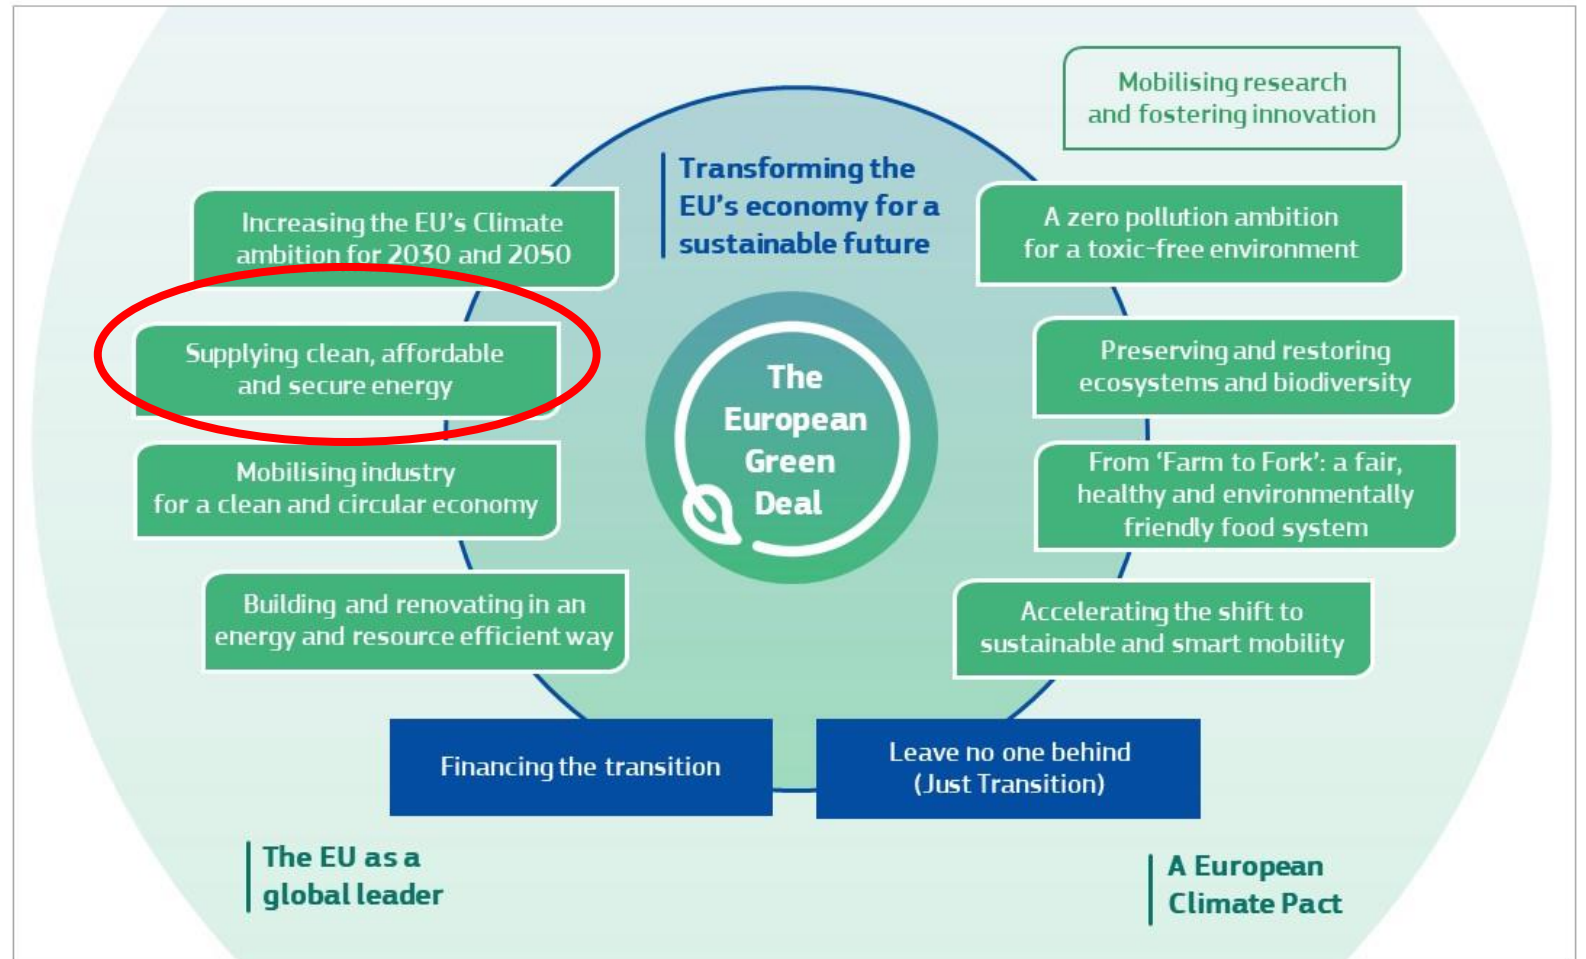 Mobilising research
and fostering innovation
Transforming the
EU's economy for a
sustainable future
Increasing the EU's Climate
ambition for 2030 and 2050
A zero pollution ambition
for a toxic-free environment
Supplying clean, affordable
and secure energy
Preserving and restoring
ecosystems and biodiversity
The
European
Green
Deal
Mobilising industry
for a clean and circular economy
From ‘Farm to Fork’: a fair,
healthy and environmentally
friendly food system
Building and renovating in an
energy and resource efficient way
Accelerating the shift to
sustainable and smart mobility
Financing the transition
Leave no one behind
(Just Transition)
The EU as a
global leader
A European
Climate Pact